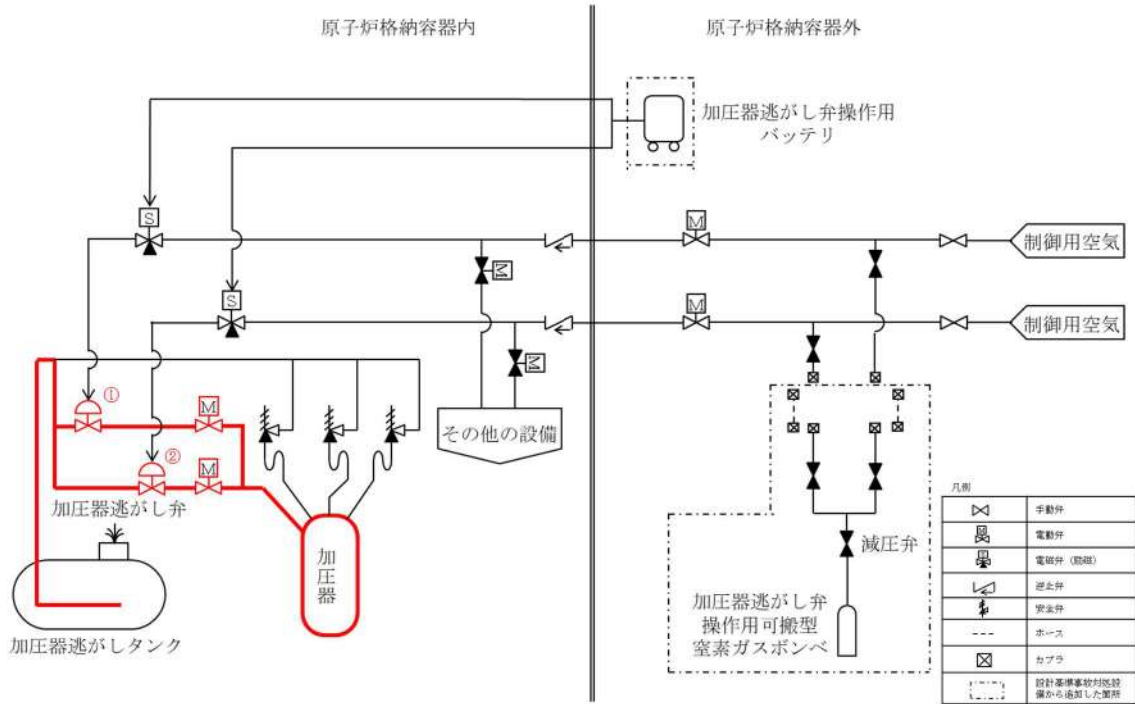 原子炉格納容器内
原子炉格納容器外
加圧器逃がし弁操作用
バッテリ
S
M
制御用空気
M
S
M
制御用空気
M
①
M
その他の設備
②
M
加圧器逃がし弁
加圧器
減圧弁
加圧器逃がし弁
操作用可搬型
窒素ガスボンベ
加圧器逃がしタンク
凡例
手動弁
電動弁
電磁弁（励磁）
逆止弁
安全弁
ホース
カプラ
設計基準事故対処設
備から追加した箇所